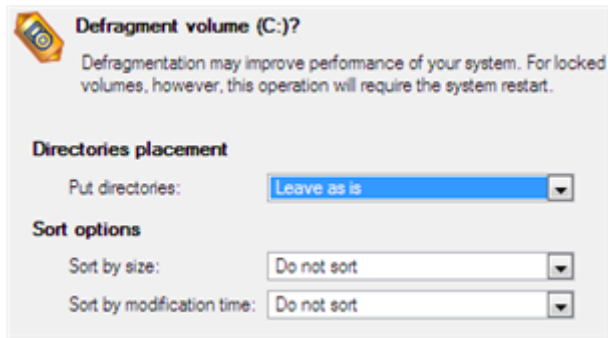 Defragment volume (C:)?
Defragmentation may improve performance of your system. For locked
volumes, however, this operation will require the system restart.
Directories placement
Put directories: Leave as is
Sort options
Sort by size: Do not sort
Sort by modification time: Do not sort